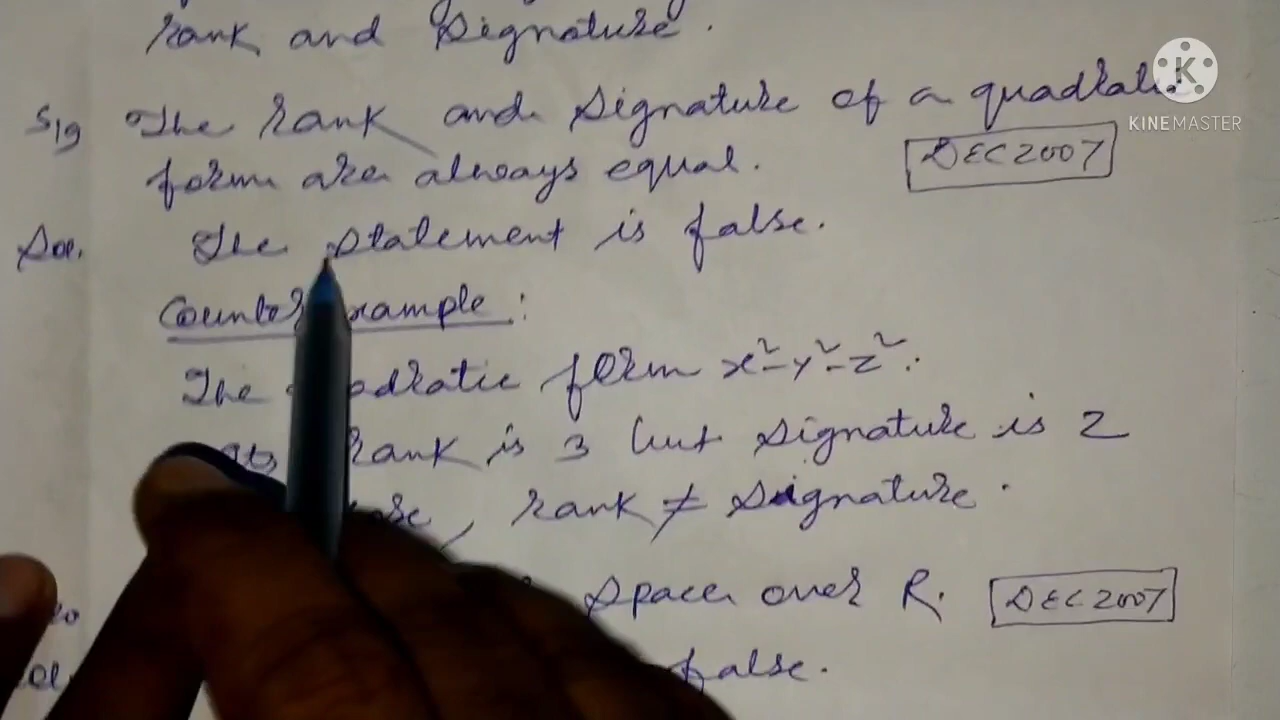 rank and Signature.
K
KINEMASTER
S19 The rank and Signature of a quadratic
form are always equal. DEC 2007
Sol. The statement is false.
Counter example:
The quadratic form x²-y²-z².
Its rank is 3 but signature is 2
, rank ≠ Signature.
Space over R. DEC 2007
false.